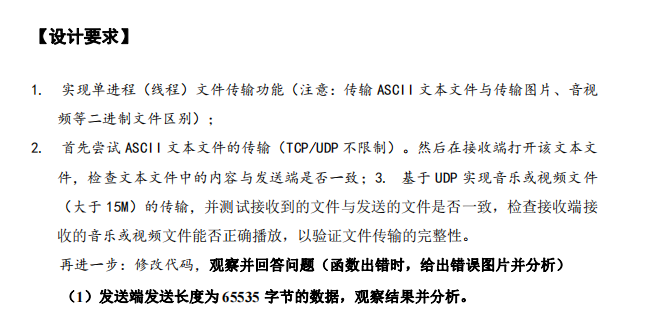 【设计要求】
1. 实现单进程（线程）文件传输功能（注意：传输 ASCII 文本文件与传输图片、音视
频等二进制文件区别）；
2. 首先尝试 ASCII 文本文件的传输（TCP/UDP 不限制）。然后在接收端打开该文本文
件，检查文本文件中的内容与发送端是否一致；3. 基于 UDP 实现音乐或视频文件
（大于 15M）的传输，并测试接收到的文件与发送的文件是否一致，检查接收端接
收的音乐或视频文件能否正确播放，以验证文件传输的完整性。
再进一步：修改代码，观察并回答问题（函数出错时，给出错误图片并分析）
（1）发送端发送长度为 65535 字节的数据，观察结果并分析。